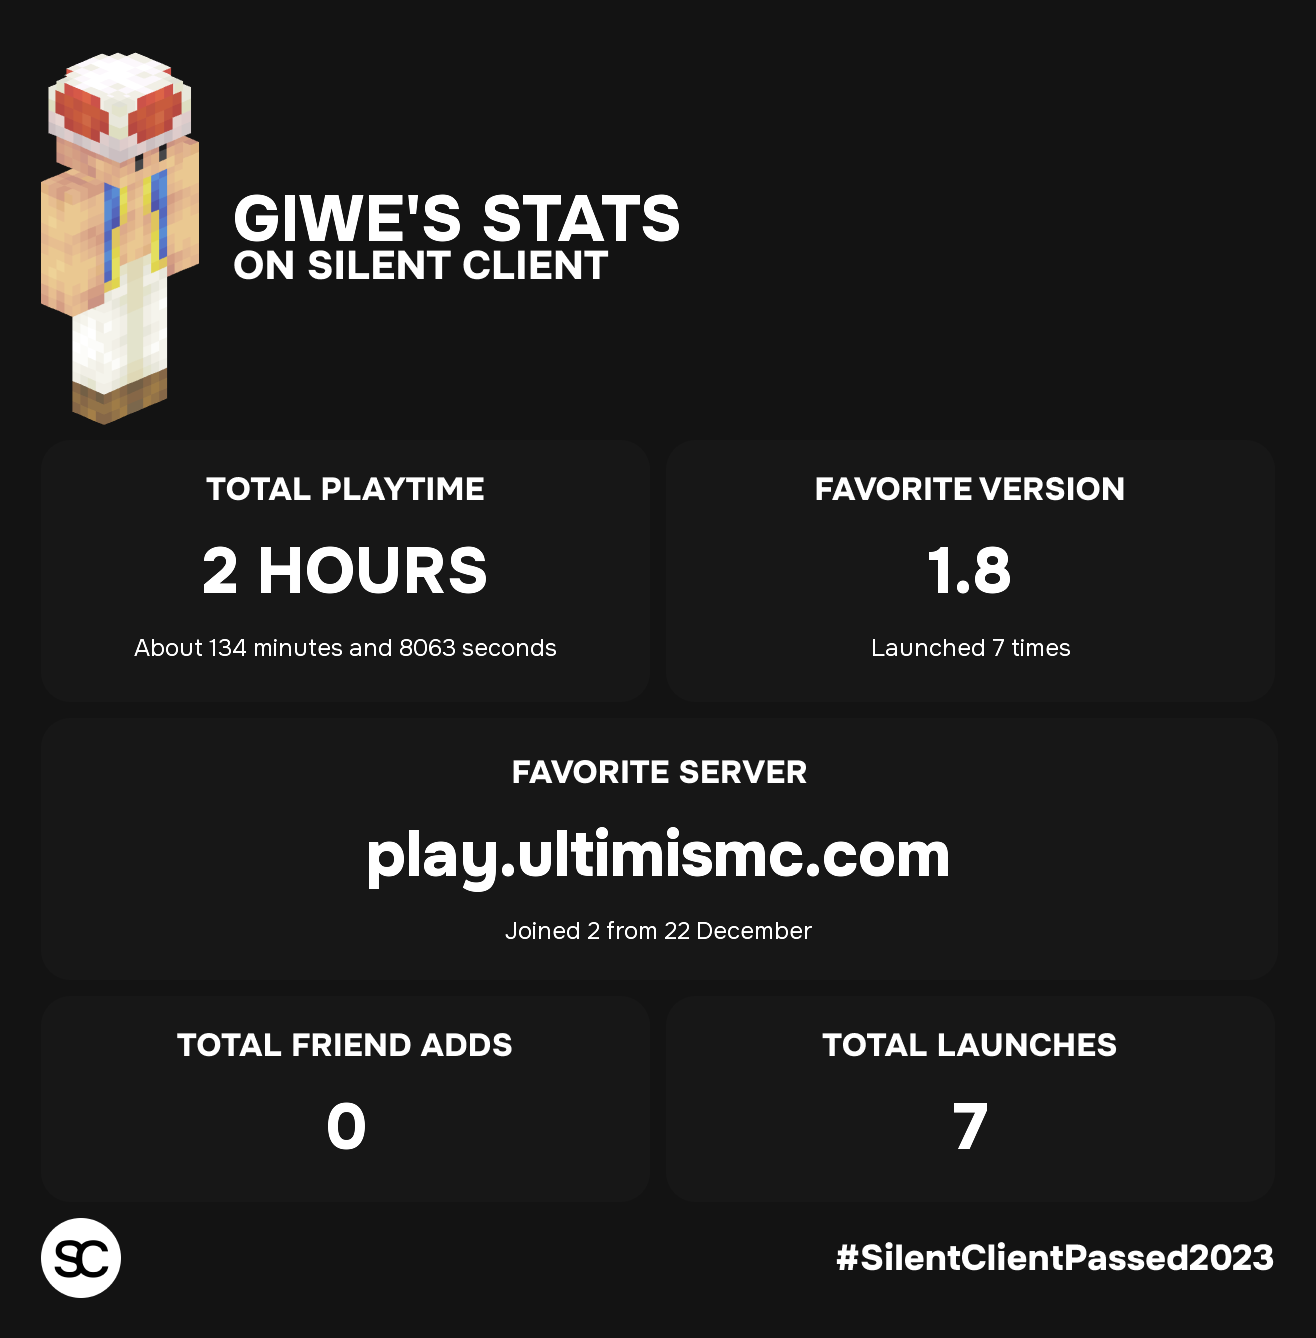 GIWE'S STATS
ON SILENT CLIENT
TOTAL PLAYTIME
2 HOURS
About 134 minutes and 8063 seconds
FAVORITE VERSION
1.8
Launched 7 times
FAVORITE SERVER
play.ultimismc.com
Joined 2 from 22 December
TOTAL FRIEND ADDS
0
TOTAL LAUNCHES
7
SC
#SilentClientPassed2023